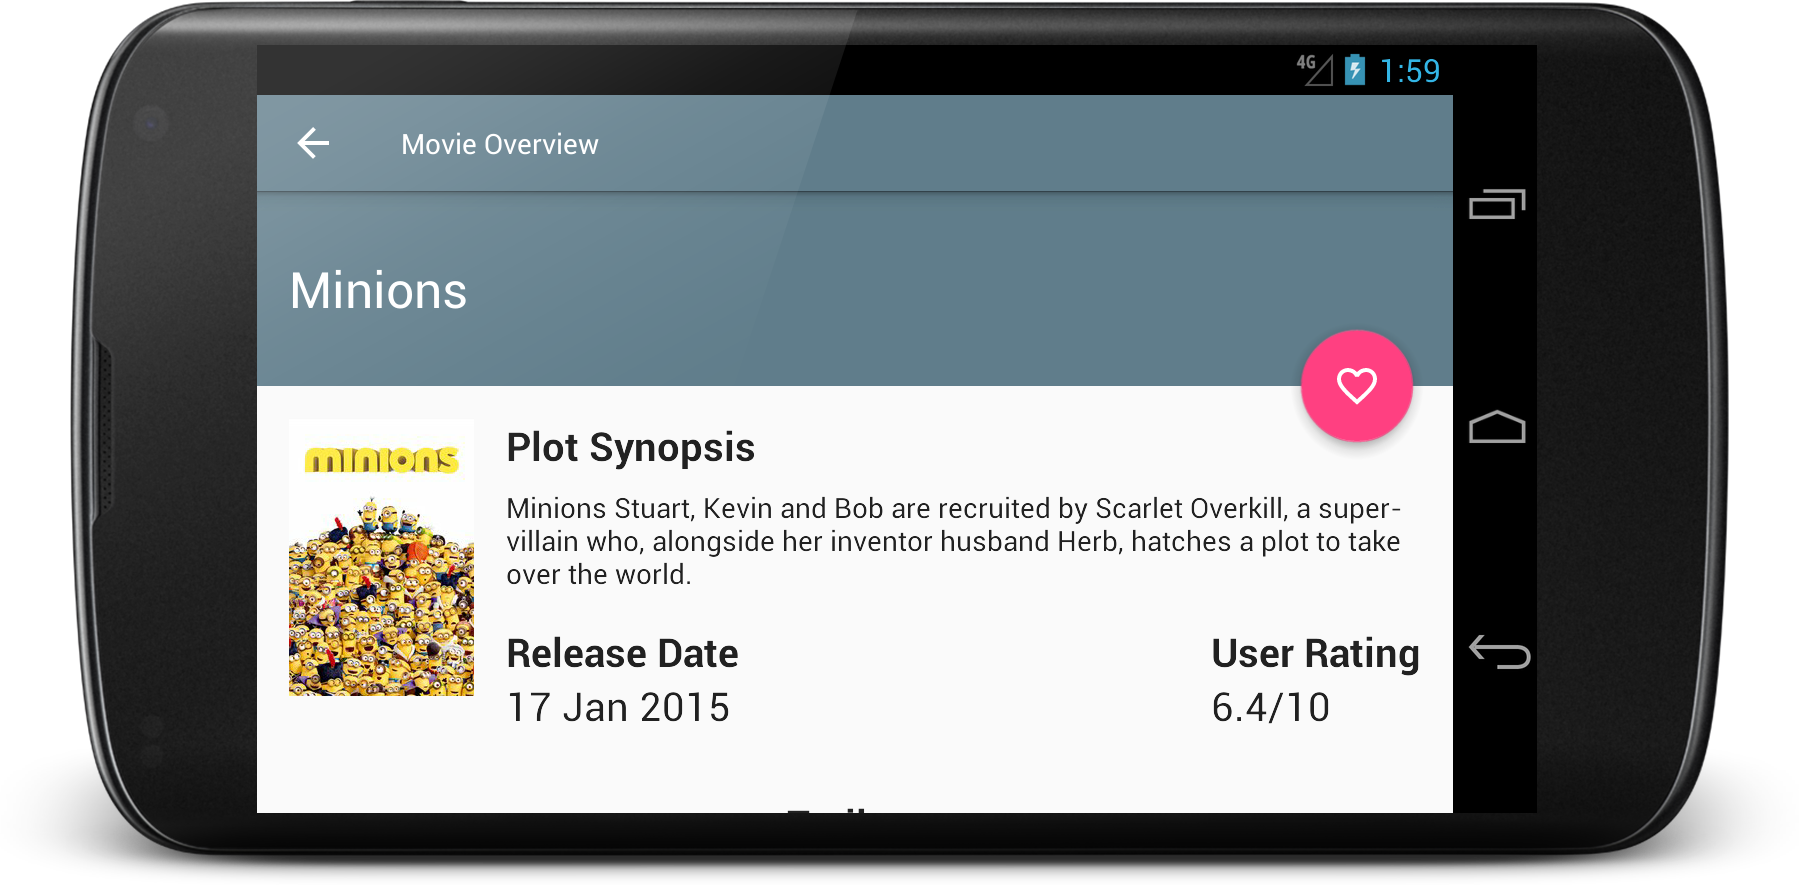 4G 1:59
Movie Overview
Minions
minions
Plot Synopsis
Minions Stuart, Kevin and Bob are recruited by Scarlet Overkill, a super-
villain who, alongside her inventor husband Herb, hatches a plot to take
over the world.
Release Date
17 Jan 2015
User Rating
6.4/10